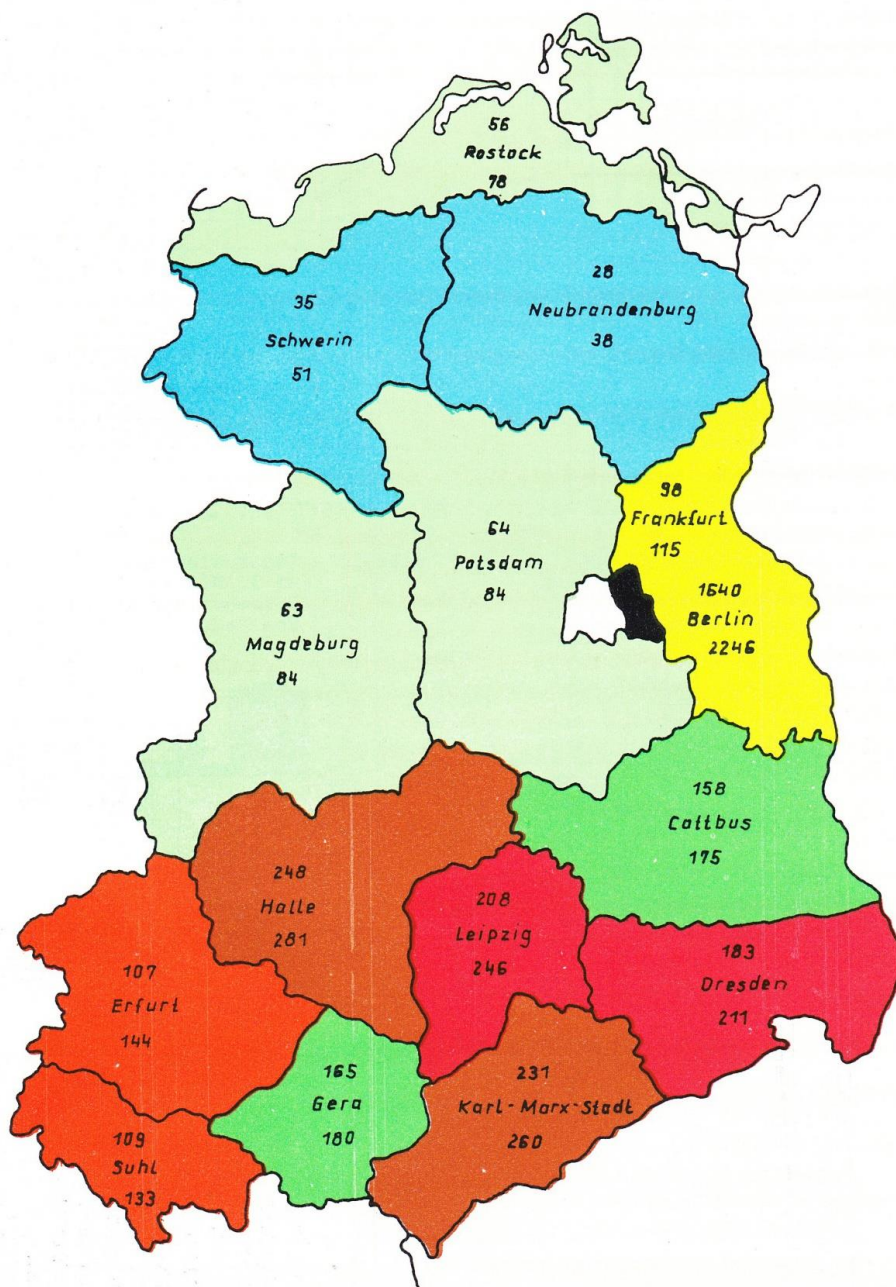 56
Rostock
78
28
Neubrandenburg
38
35
Schwerin
51
98
Frankfurt
115
64
Potsdam
84
1640
Berlin
2246
63
Magdeburg
84
158
Cottbus
175
248
Halle
281
208
Leipzig
246
183
Dresden
211
107
Erfurt
144
165
Gera
180
231
Karl-Marx-Stadt
260
109
Suhl
133